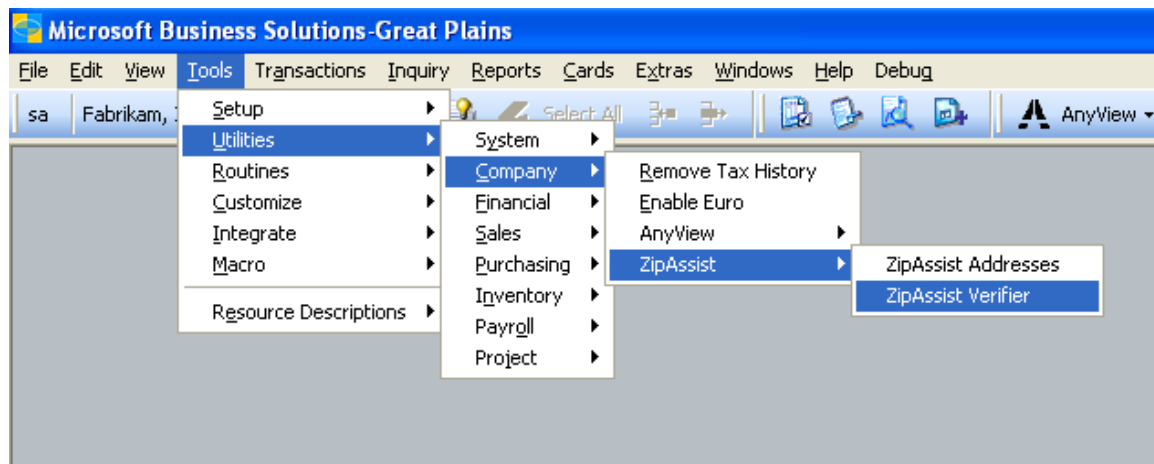 Microsoft Business Solutions-Great Plains
File Edit View Tools Transactions Inquiry Reports Cards Extras Windows Help Debug
sa Fabrikam, Select All AnyView
Setup
Utilities
Routines
Customize
Integrate
Macro
Resource Descriptions
System
Company
Financial
Sales
Purchasing
Inventory
Payroll
Project
Remove Tax History
Enable Euro
AnyView
ZipAssist
ZipAssist Addresses
ZipAssist Verifier